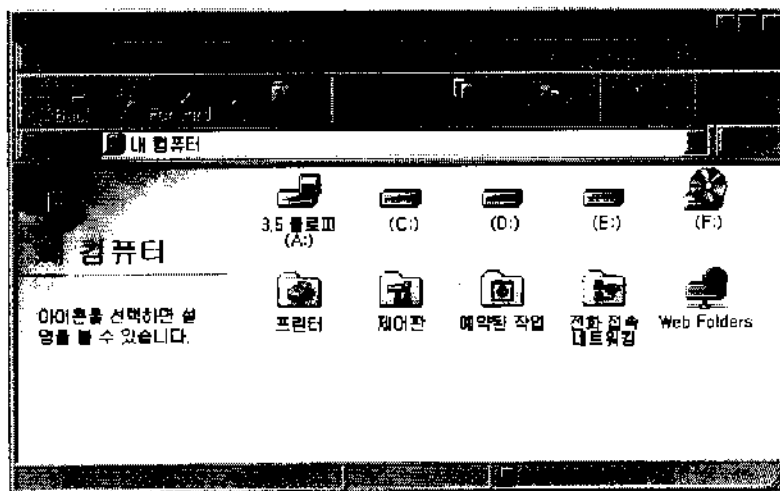 Back Forward
내 컴퓨터
컴퓨터
아이콘을 선택하면 설
명을 볼 수 있습니다.
3.5 플로피
(A:)
(C:)
(D:)
(E:)
(F:)
프린터
제어판
예약된 작업
전화 접속
네트워킹
Web Folders